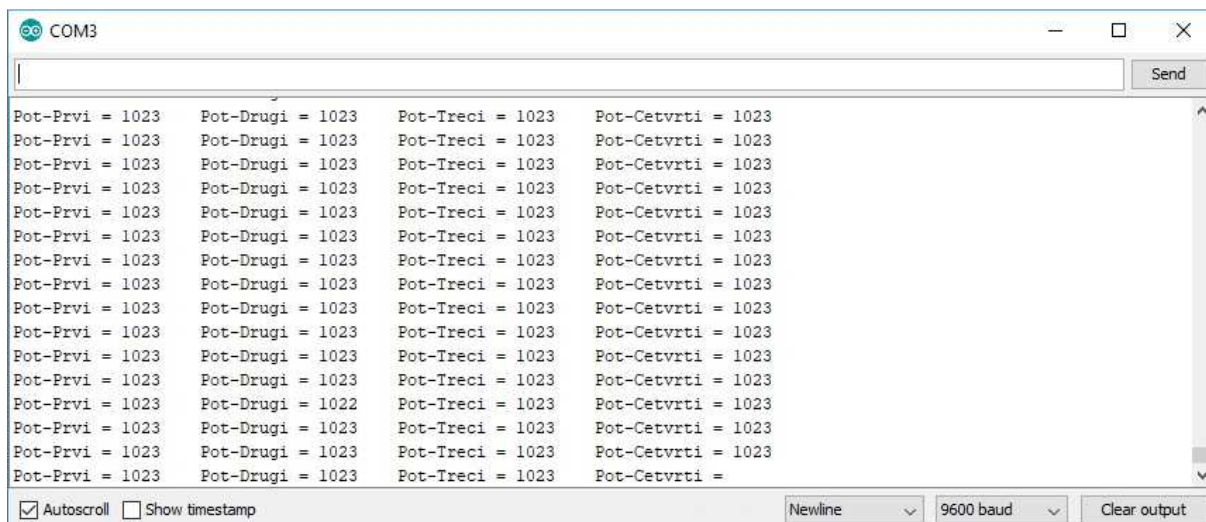 COM3
Send
Pot-Prvi = 1023 Pot-Drugi = 1023 Pot-Treci = 1023 Pot-Cetvrti = 1023
Pot-Prvi = 1023 Pot-Drugi = 1023 Pot-Treci = 1023 Pot-Cetvrti = 1023
Pot-Prvi = 1023 Pot-Drugi = 1023 Pot-Treci = 1023 Pot-Cetvrti = 1023
Pot-Prvi = 1023 Pot-Drugi = 1023 Pot-Treci = 1023 Pot-Cetvrti = 1023
Pot-Prvi = 1023 Pot-Drugi = 1023 Pot-Treci = 1023 Pot-Cetvrti = 1023
Pot-Prvi = 1023 Pot-Drugi = 1023 Pot-Treci = 1023 Pot-Cetvrti = 1023
Pot-Prvi = 1023 Pot-Drugi = 1023 Pot-Treci = 1023 Pot-Cetvrti = 1023
Pot-Prvi = 1023 Pot-Drugi = 1023 Pot-Treci = 1023 Pot-Cetvrti = 1023
Pot-Prvi = 1023 Pot-Drugi = 1023 Pot-Treci = 1023 Pot-Cetvrti = 1023
Pot-Prvi = 1023 Pot-Drugi = 1023 Pot-Treci = 1023 Pot-Cetvrti = 1023
Pot-Prvi = 1023 Pot-Drugi = 1023 Pot-Treci = 1023 Pot-Cetvrti = 1023
Pot-Prvi = 1023 Pot-Drugi = 1023 Pot-Treci = 1023 Pot-Cetvrti = 1023
Pot-Prvi = 1023 Pot-Drugi = 1022 Pot-Treci = 1023 Pot-Cetvrti = 1023
Pot-Prvi = 1023 Pot-Drugi = 1023 Pot-Treci = 1023 Pot-Cetvrti = 1023
Pot-Prvi = 1023 Pot-Drugi = 1023 Pot-Treci = 1023 Pot-Cetvrti = 1023
Pot-Prvi = 1023 Pot-Drugi = 1023 Pot-Treci = 1023 Pot-Cetvrti =
Autoscroll Show timestamp Newline 9600 baud Clear output